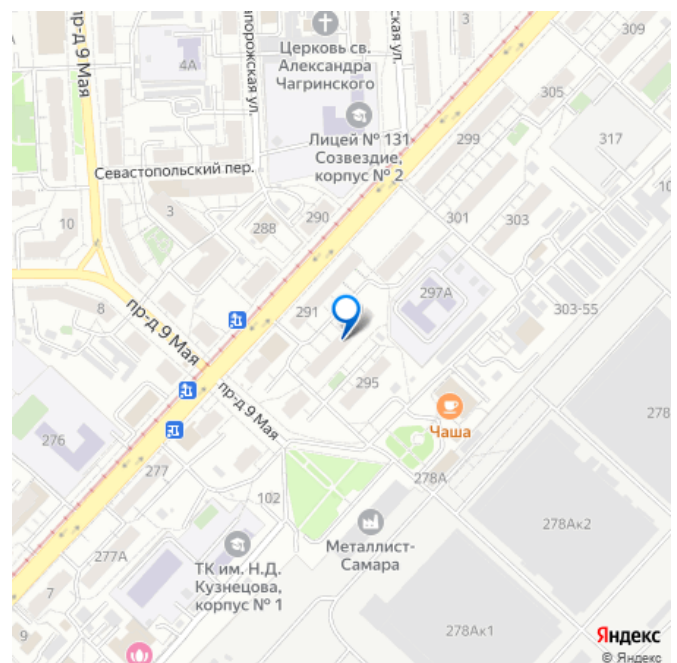 пр-д 9 Мая
4А
апорожская ул.
Церковь св.
Александра
Чагринского
ская ул.
3
309
305
317
299
Лицей № 131
Созвездие,
корпус № 2
Севастопольский пер.
10
3
288
290
301
303
10
297А
303-55
8
пр-д 9 Мая
291
295
пр-д 9 Мая
Чаша
278
276
277
278А
102
278Ак2
277А
ТК им. Н.Д.
Кузнецова,
корпус № 1
Металлист-
Самара
7
9
278Ак1
Яндекс
© Яндекс